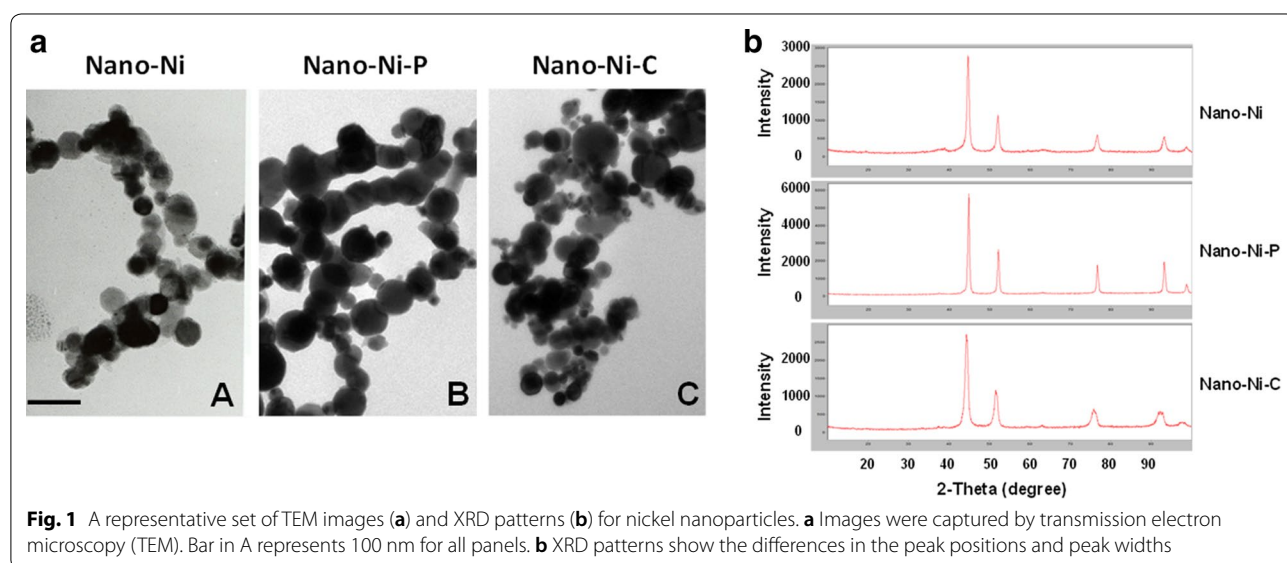 a
Nano-Ni Nano-Ni-P Nano-Ni-C
A B C
b
3000
2000
1000
0
Intensity
Nano-Ni
6000
4000
2000
0
Intensity
Nano-Ni-P
2000
1000
0
Intensity
Nano-Ni-C
20 30 40 50 60 70 80 90
2-Theta (degree)
Fig. 1 A representative set of TEM images (a) and XRD patterns (b) for nickel nanoparticles. a Images were captured by transmission electron
microscopy (TEM). Bar in A represents 100 nm for all panels. b XRD patterns show the differences in the peak positions and peak widths